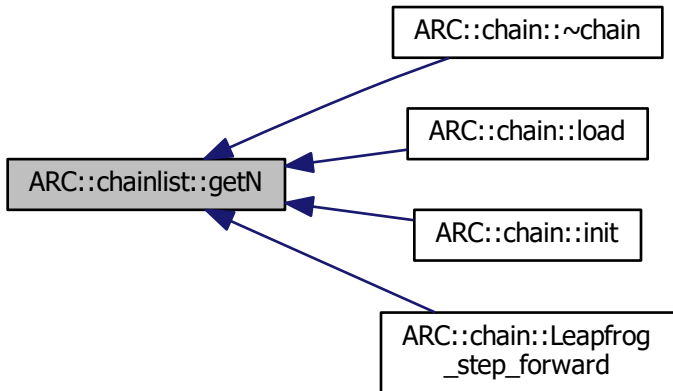 ARC::chain::~chain
ARC::chain::load
ARC::chainlist::getN
ARC::chain::init
ARC::chain::Leapfrog
_step_forward